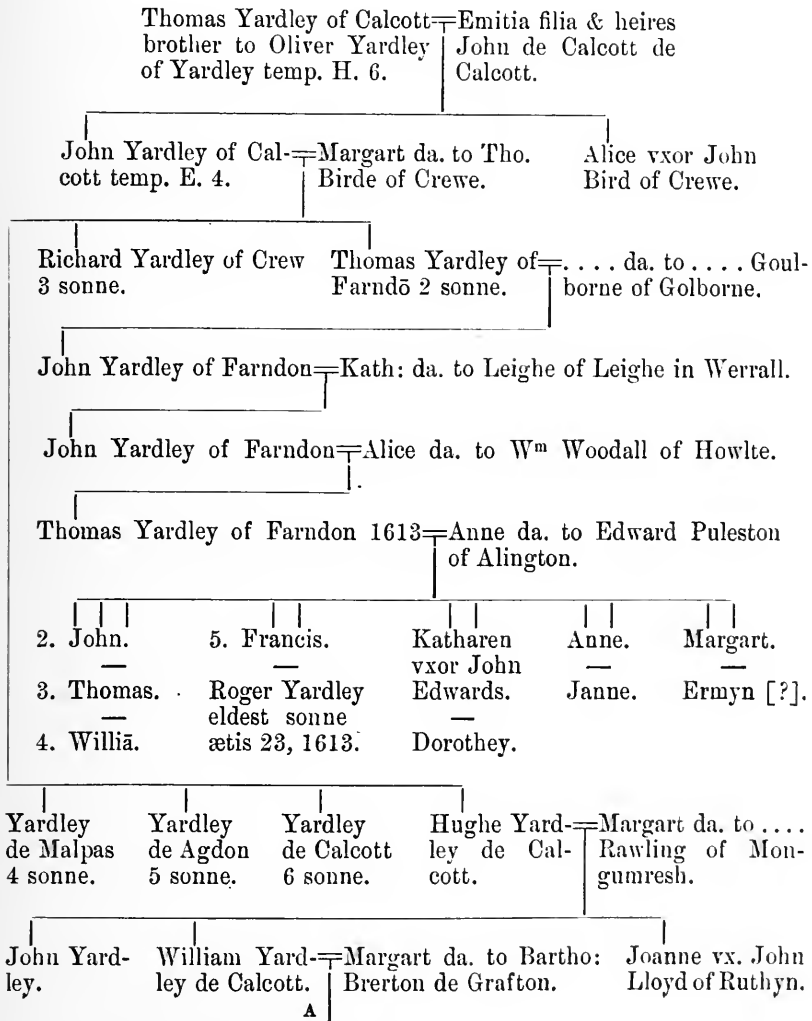 Thomas Yardley of Calcott Emitia filia & heires
brother to Oliver Yardley John de Calcott de
of Yardley temp. H. 6. Calcott.
John Yardley of Cal- Margart da. to Tho. Alice vxor John
cott temp. E. 4. Birde of Crewe. Bird of Crewe.
Richard Yardley of Crew Thomas Yardley of . . . . da. to . . . . Goul-
3 sonne. Farndō 2 sonne. borne of Golborne.
John Yardley of Farndon Kath: da. to Leighe of Leighe in Werrall.
John Yardley of Farndon Alice da. to Wᵐ Woodall of Howlte.
Thomas Yardley of Farndon 1613 Anne da. to Edward Puleston
of Alington.
2. John. 5. Francis. Katharen Anne. Margart.
vxor John
3. Thomas. Roger Yardley Edwards. Janne. Ermyn [?].
eldest sonne
4. Williā. ætis 23, 1613. Dorothey.
Yardley Yardley Yardley Hughe Yard- Margart da. to . . . .
de Malpas de Agdon de Calcott ley de Cal- Rawling of Mon-
4 sonne. 5 sonne. 6 sonne. cott. gumresh.
John Yard- William Yard- Margart da. to Bartho: Joanne vx. John
ley. ley de Calcott. Brerton de Grafton. Lloyd of Ruthyn.
A